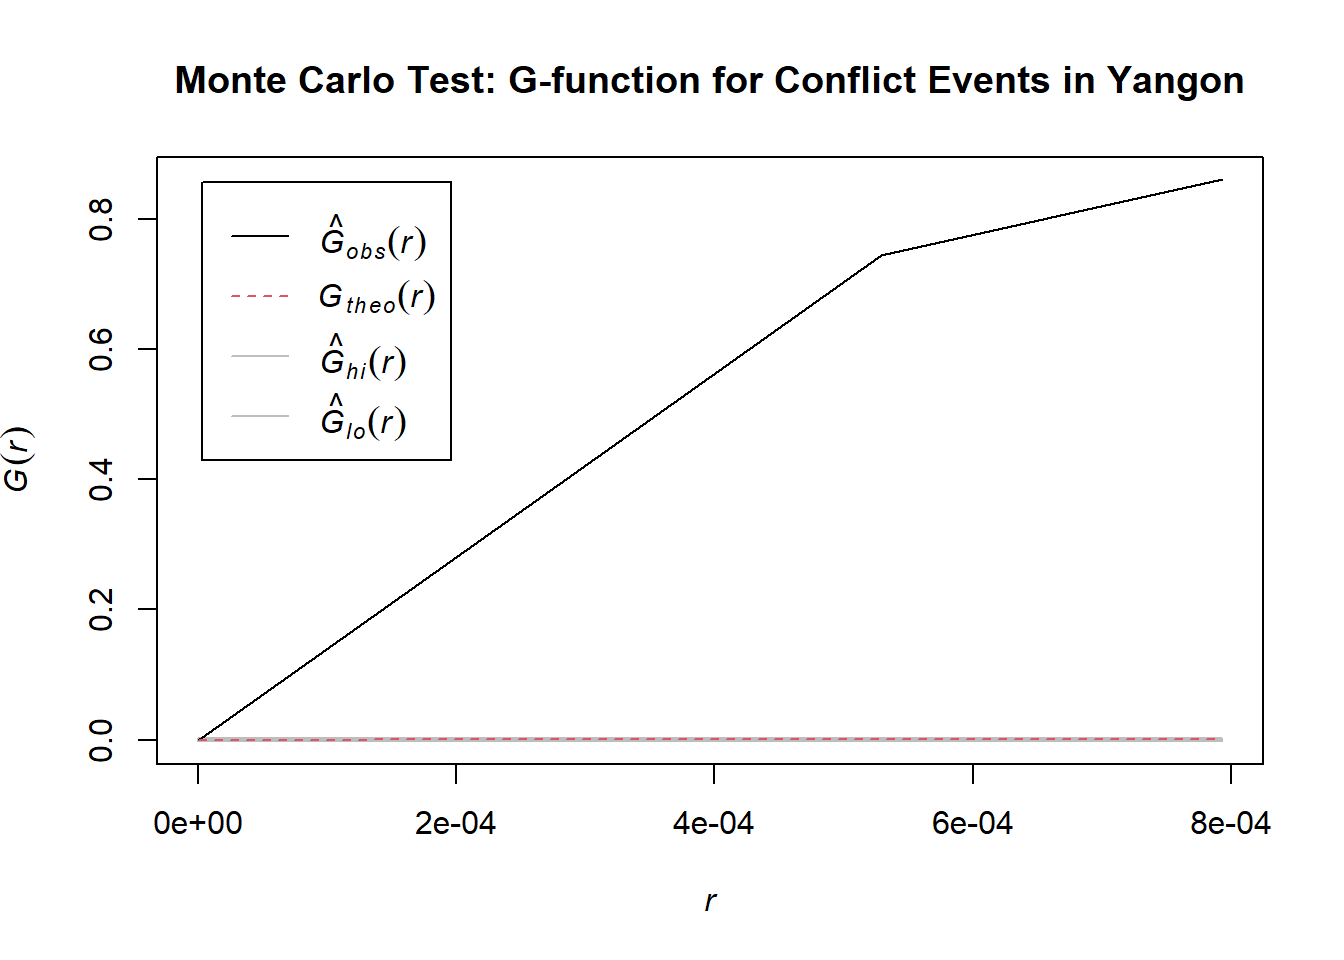 Monte Carlo Test: G-function for Conflict Events in Yangon
Ĝobs(r)
Gtheo(r)
Ĝhi(r)
Ĝlo(r)
G(r)
0.8
0.6
0.4
0.2
0.0
0e+00 2e-04 4e-04 6e-04 8e-04
r